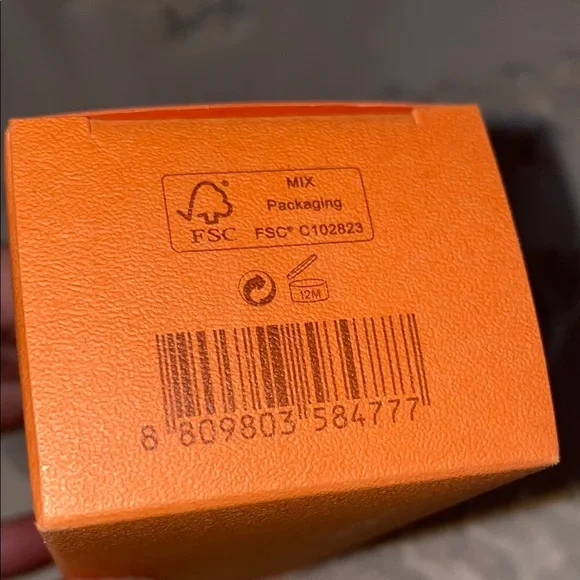 MIX
Packaging
FSC® C102823
FSC
12M
8 809803 584777